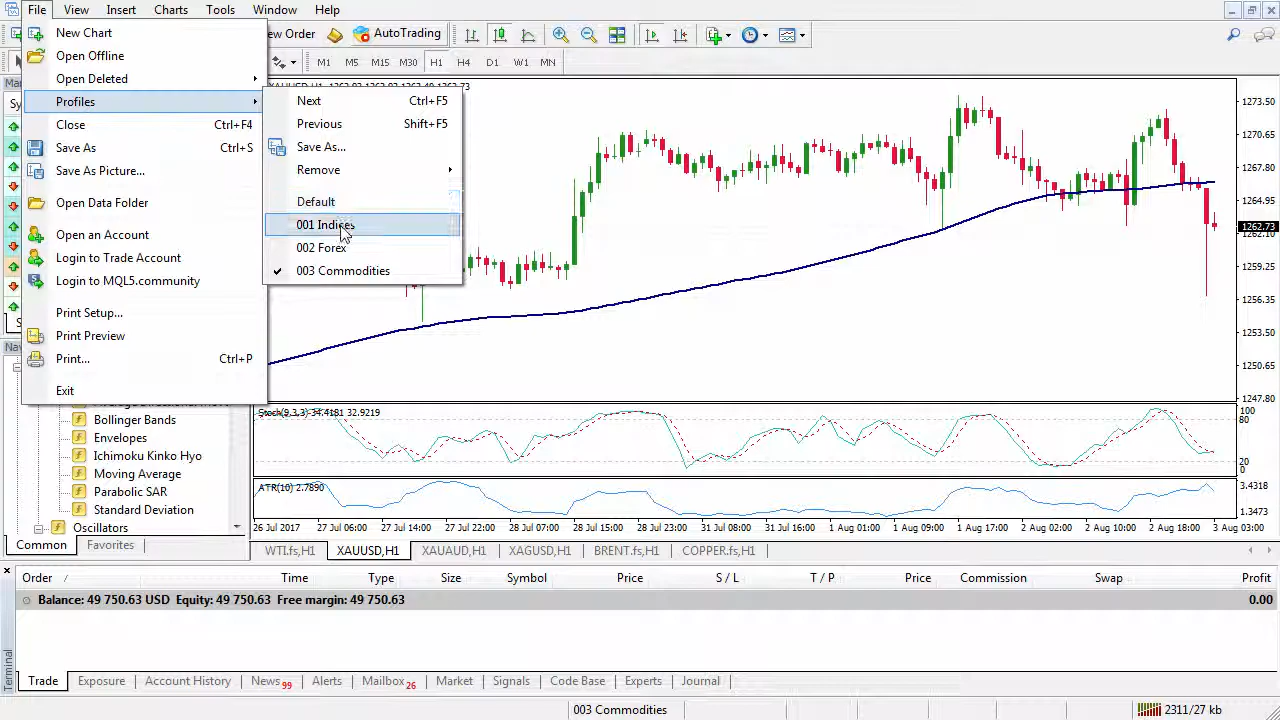 File View Insert Charts Tools Window Help
New Chart
Open Offline
Open Deleted
Profiles
Close Ctrl+F4
Save As Ctrl+S
Save As Picture...
Open Data Folder
Open an Account
Login to Trade Account
Login to MQL5.community
Print Setup...
Print Preview
Print... Ctrl+P
Exit
Next Ctrl+F5
Previous Shift+F5
Save As...
Remove
Default
001 Indices
002 Forex
003 Commodities
Order AutoTrading
M1 M5 M15 M30 H1 H4 D1 W1 MN
1273.50
1270.65
1267.80
1264.95
1262.73
1262.10
1259.25
1256.35
1253.50
1250.65
1247.80
Bollinger Bands
Envelopes
Ichimoku Kinko Hyo
Moving Average
Parabolic SAR
Standard Deviation
Oscillators
Common Favorites
Stoch(9,3,3) 34.4181 32.9219
100
80
20
0
ATR(10) 2.7890
3.4318
1.3473
26 Jul 2017 27 Jul 06:00 27 Jul 14:00 27 Jul 22:00 28 Jul 07:00 28 Jul 15:00 28 Jul 23:00 31 Jul 08:00 31 Jul 16:00 1 Aug 01:00 1 Aug 09:00 1 Aug 17:00 2 Aug 02:00 2 Aug 10:00 2 Aug 18:00 3 Aug 03:00
WTI.fs,H1 XAUUSD,H1 XAUAUD,H1 XAGUSD,H1 BRENT.fs,H1 COPPER.fs,H1
Order / Time Type Size Symbol Price S / L T / P Price Commission Swap Profit
Balance: 49 750.63 USD Equity: 49 750.63 Free margin: 49 750.63 0.00
Terminal
Trade Exposure Account History News 99 Alerts Mailbox 26 Market Signals Code Base Experts Journal
003 Commodities 2311/27 kb